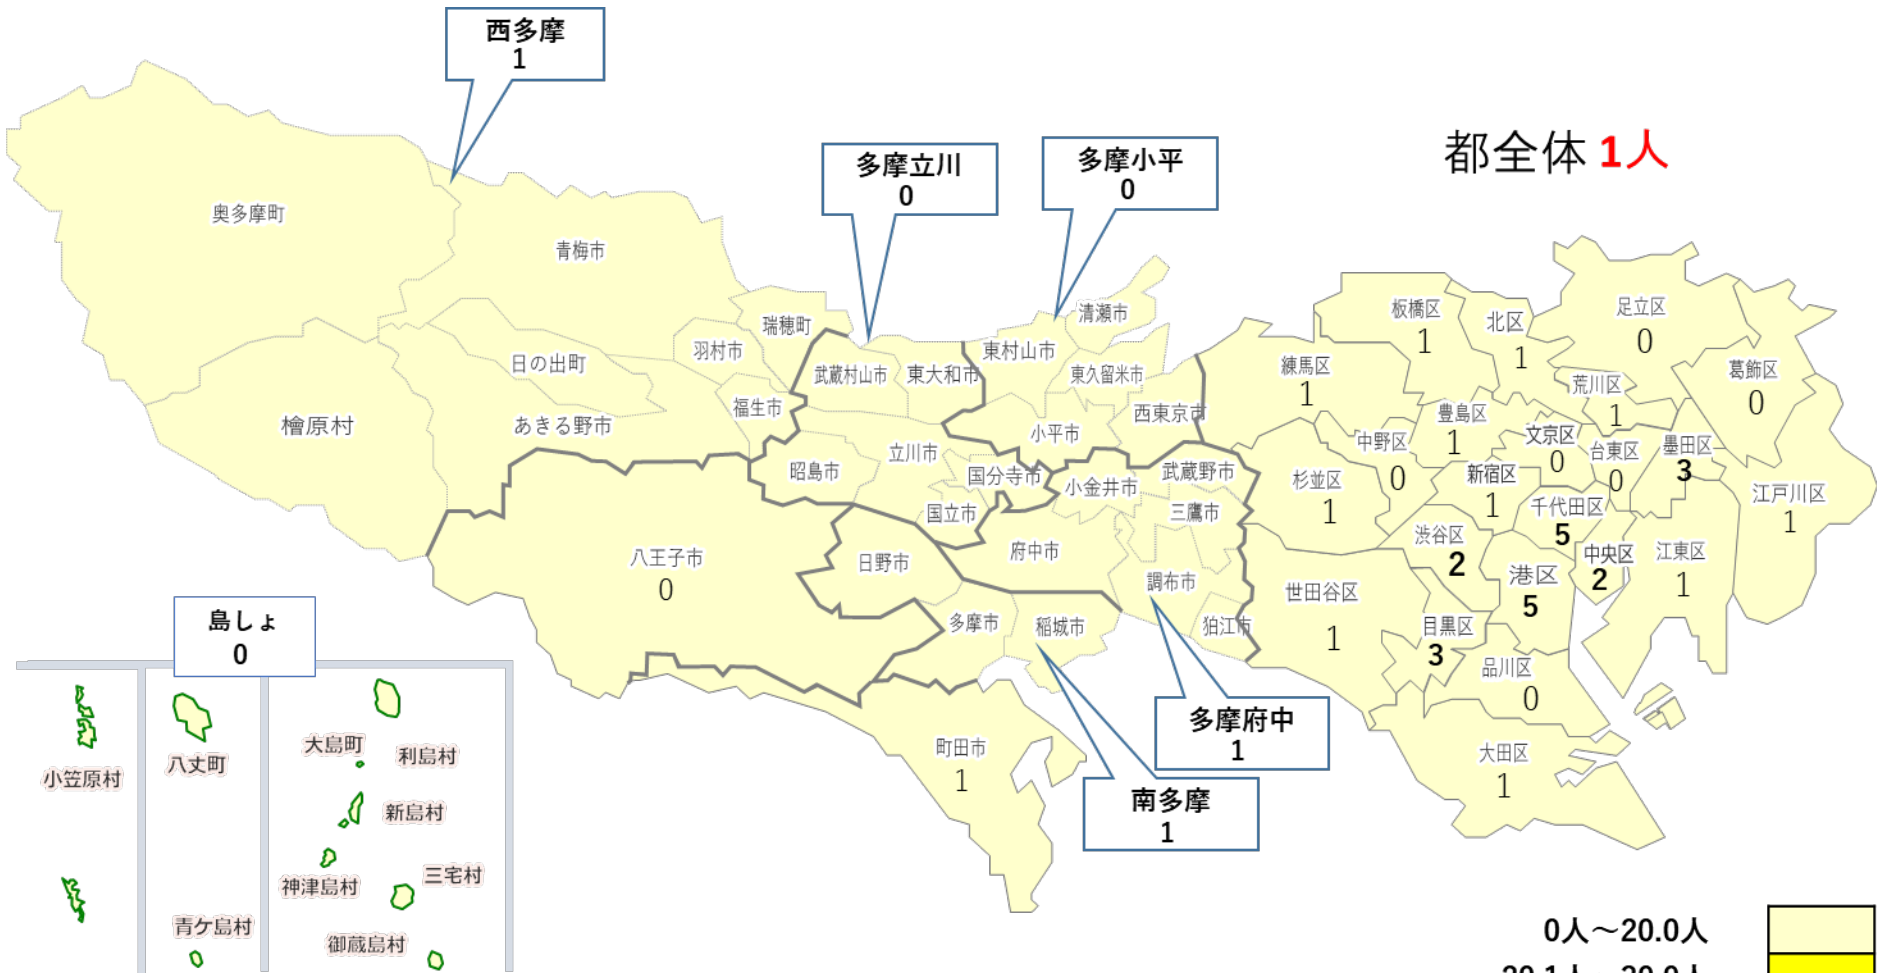 西多摩
1
多摩立川
0
多摩小平
0
都全体 1人
奥多摩町
青梅市
瑞穂町
羽村市
日の出町
福生市
あきる野市
檜原村
武蔵村山市
東大和市
東村山市
清瀬市
東久留米市
西東京市
小平市
立川市
昭島市
国分寺市
国立市
小金井市
武蔵野市
三鷹市
府中市
調布市
狛江市
八王子市
0
日野市
多摩市
稲城市
町田市
1
多摩府中
1
南多摩
1
板橋区
1
北区
1
足立区
0
葛飾区
0
練馬区
1
荒川区
1
豊島区
1
文京区
0
台東区
0
墨田区
3
中野区
0
杉並区
1
新宿区
1
千代田区
5
江戸川区
1
渋谷区
2
中央区
2
江東区
1
港区
5
世田谷区
1
目黒区
3
品川区
0
大田区
1
島しょ
0
小笠原村
八丈町
青ケ島村
大島町
利島村
新島村
神津島村
三宅村
御蔵島村
0人～20.0人
20.1人～30.0人